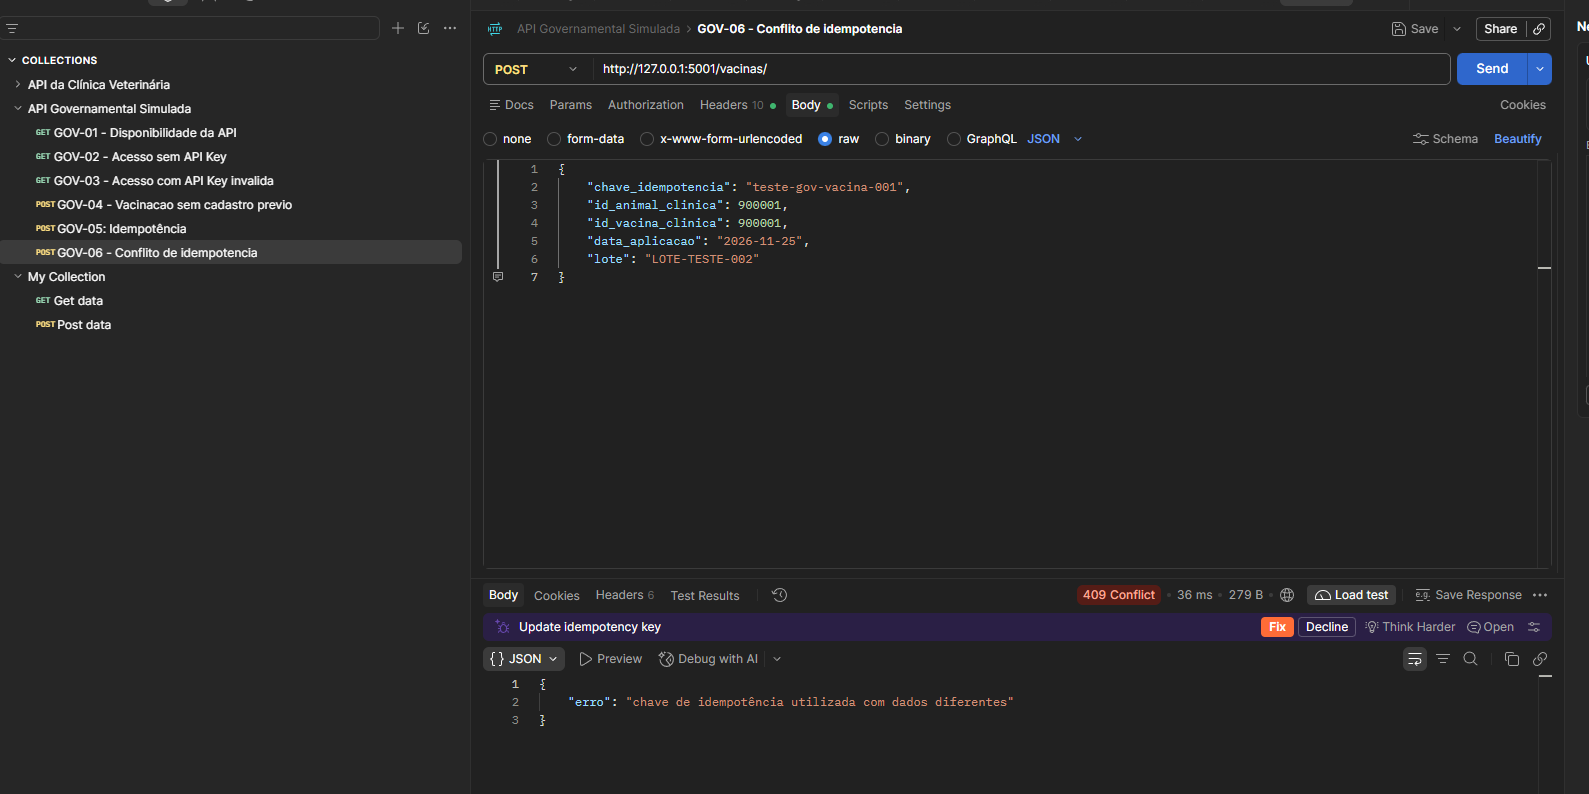 API Governamental Simulada > GOV-06 - Conflito de idempotencia
Save
Share
COLLECTIONS
API da Clínica Veterinária
API Governamental Simulada
GET GOV-01 - Disponibilidade da API
GET GOV-02 - Acesso sem API Key
GET GOV-03 - Acesso com API Key invalida
POST GOV-04 - Vacinacao sem cadastro previo
POST GOV-05: Idempotência
POST GOV-06 - Conflito de idempotencia
My Collection
GET Get data
POST Post data
POST http://127.0.0.1:5001/vacinas/ Send
Docs Params Authorization Headers 10 Body Scripts Settings Cookies
none form-data x-www-form-urlencoded raw binary GraphQL JSON Schema Beautify
1 {
2 "chave_idempotencia": "teste-gov-vacina-001",
3 "id_animal_clinica": 900001,
4 "id_vacina_clinica": 900001,
5 "data_aplicacao": "2026-11-25",
6 "lote": "LOTE-TESTE-002"
7 }
Body Cookies Headers 6 Test Results 409 Conflict • 36 ms • 279 B • Load test e.g. Save Response
Update idempotency key Fix Decline Think Harder Open
{} JSON Preview Debug with AI
1 {
2 "erro": "chave de idempotência utilizada com dados diferentes"
3 }